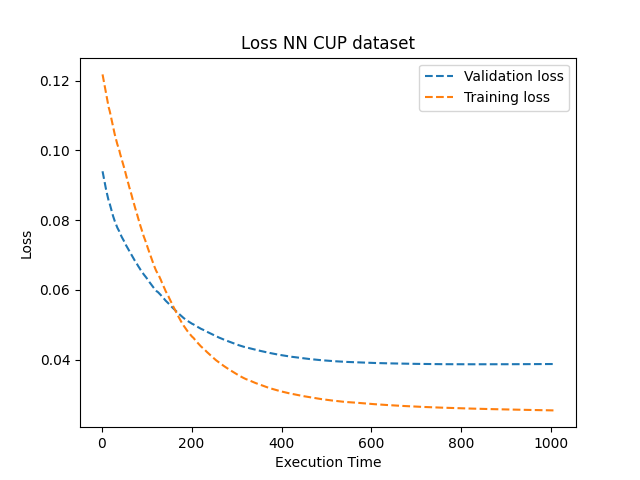 Loss NN CUP dataset
Validation loss
Training loss
0.12
0.10
0.08
0.06
0.04
Loss
0 200 400 600 800 1000
Execution Time